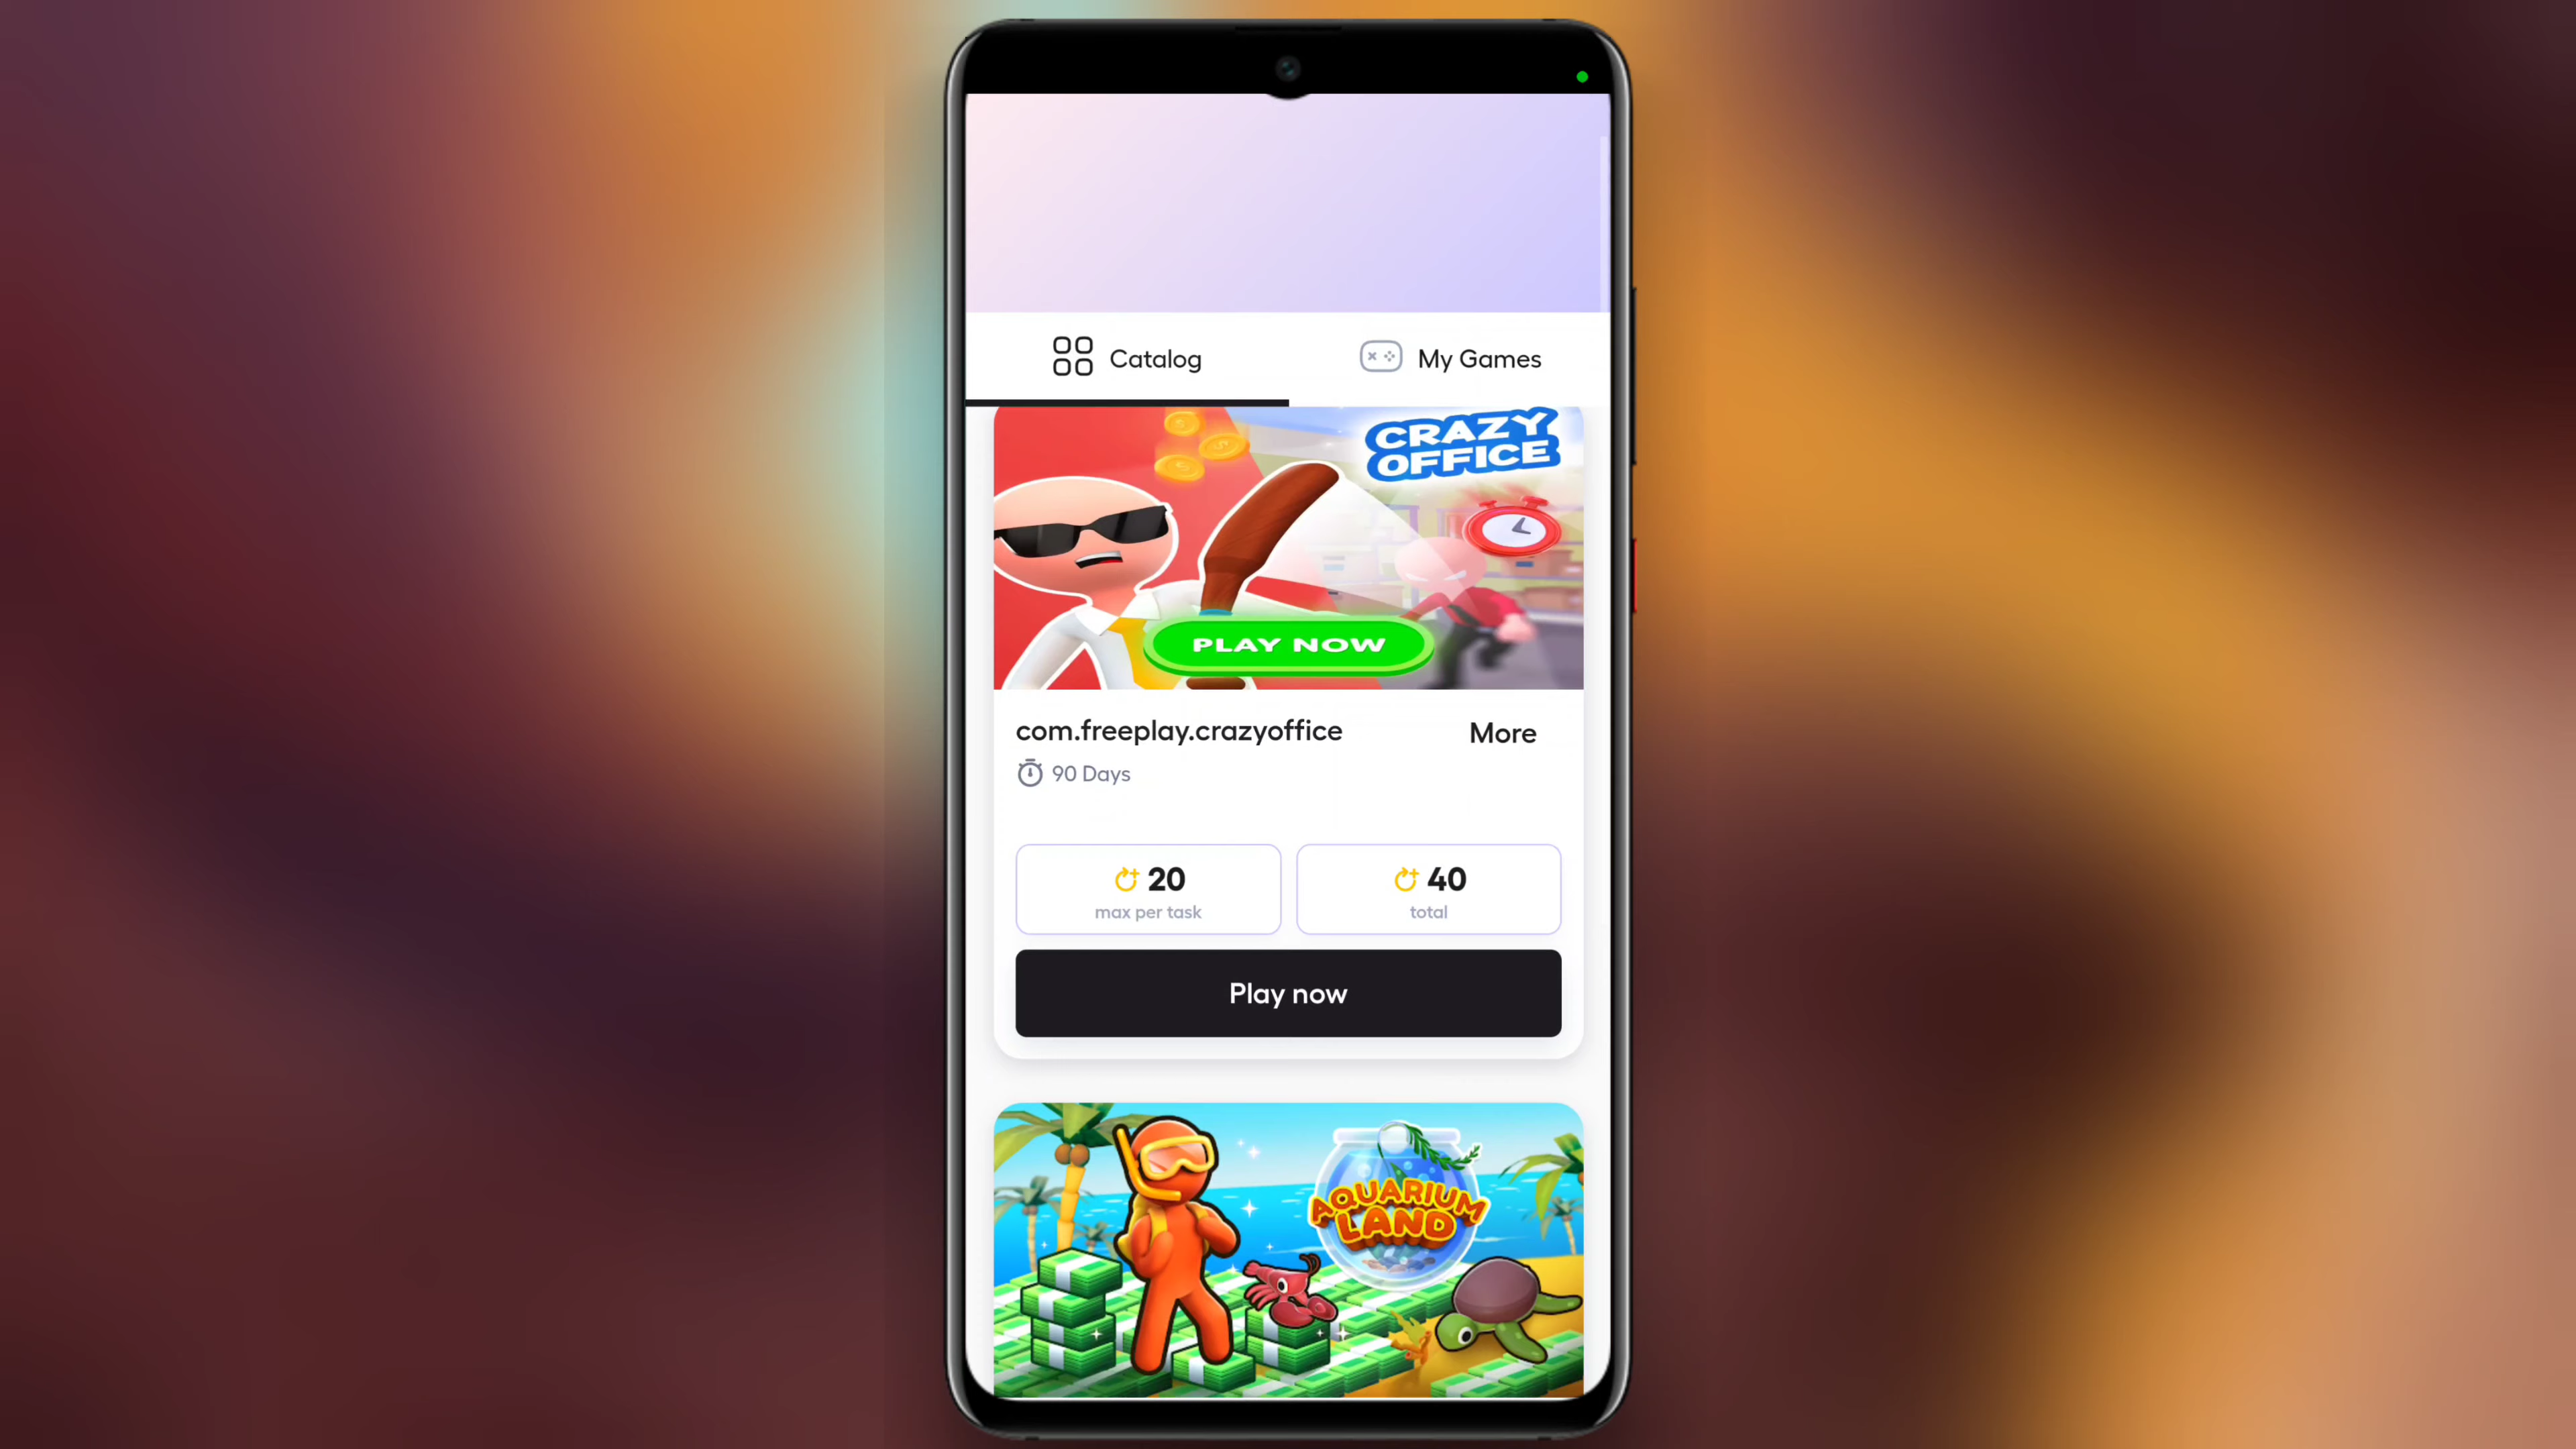 Catalog
My Games
CRAZY
OFFICE
PLAY NOW
com.freeplay.crazyoffice
More
90 Days
20
max per task
40
total
Play now
AQUARIUM
LAND